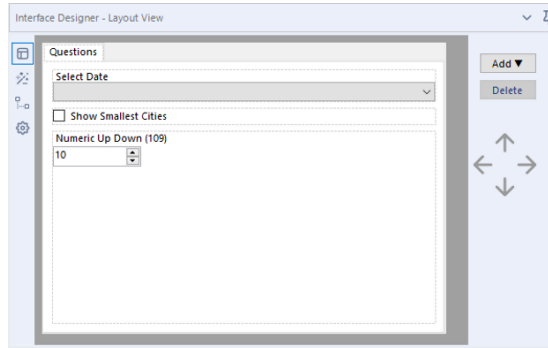 Interface Designer - Layout View
Questions
Add ▼
Select Date
Delete
Show Smallest Cities
Numeric Up Down (109)
10